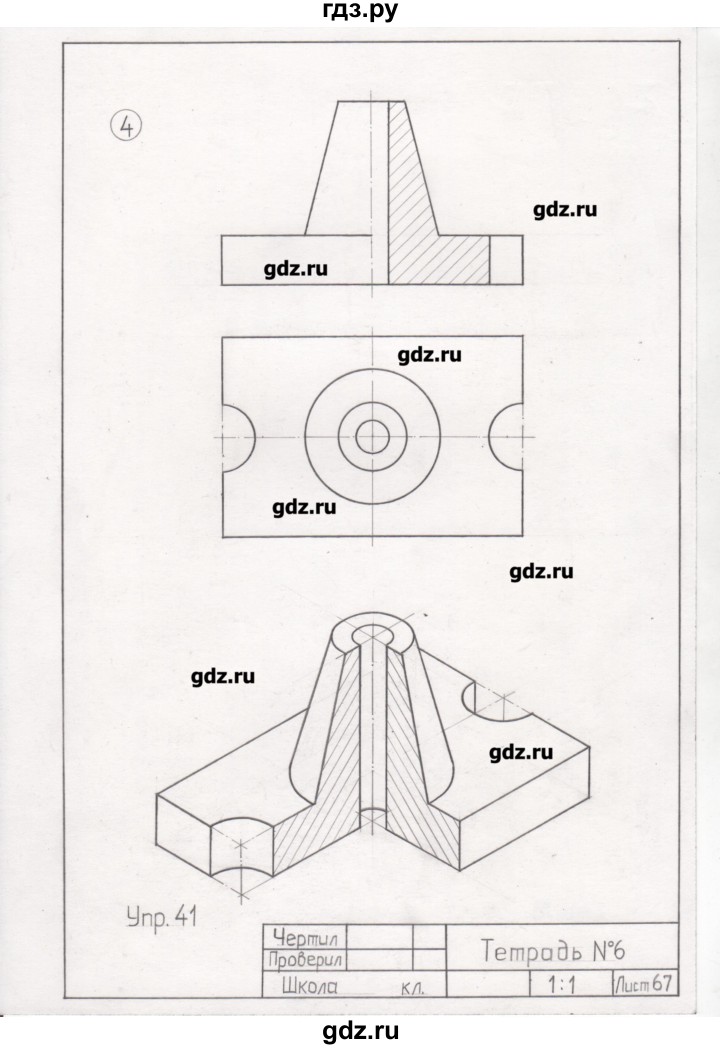 гдз.ру
4
gdz.ru
gdz.ru
gdz.ru
gdz.ru
gdz.ru
gdz.ru
gdz.ru
Упр. 41
Чертил
Проверил
Тетрадь №6
Школа кл.
1:1
Лист 67
gdz.ru